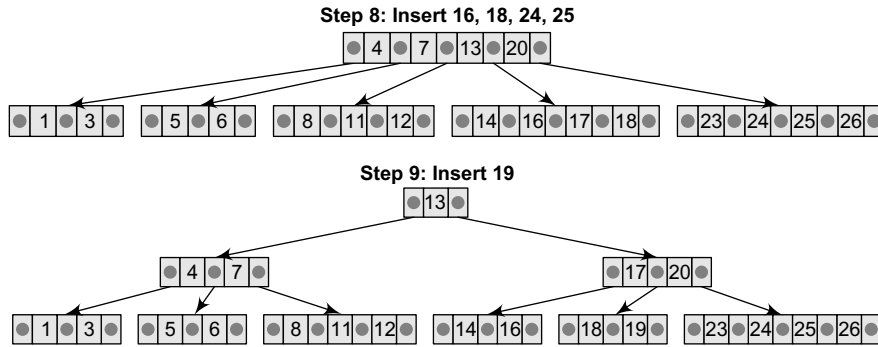 Step 8: Insert 16, 18, 24, 25
4 7 13 20
1 3 5 6 8 11 12 14 16 17 18 23 24 25 26
Step 9: Insert 19
13
4 7 17 20
1 3 5 6 8 11 12 14 16 18 19 23 24 25 26